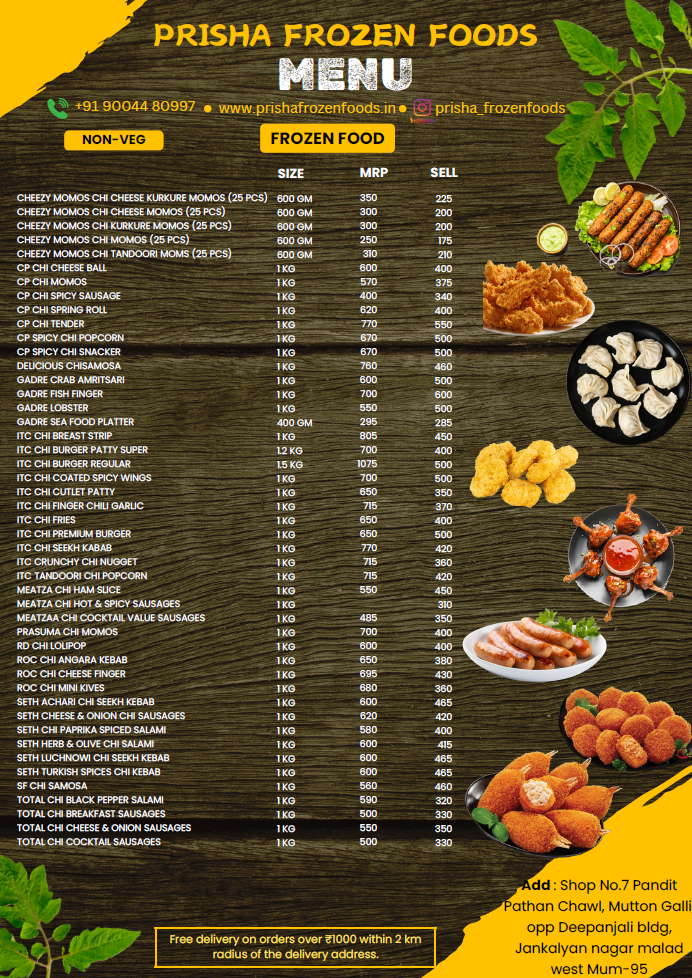 PRISHA FROZEN FOODS
MENU
+91 90044 80997 ● www.prishafrozenfoods.in ● prisha_frozenfoods
NON-VEG
FROZEN FOOD
SIZE MRP SELL
CHEEZY MOMOS CHI CHEESE KURKURE MOMOS (25 PCS) 600 GM 350 225
CHEEZY MOMOS CHI CHEESE MOMOS (25 PCS) 600 GM 300 200
CHEEZY MOMOS CHI KURKURE MOMOS (25 PCS) 600 GM 300 200
CHEEZY MOMOS CHI MOMOS (25 PCS) 600 GM 250 175
CHEEZY MOMOS CHI TANDOORI MOMS (25 PCS) 600 GM 310 210
CP CHI CHEESE BALL 1 KG 600 400
CP CHI MOMOS 1 KG 570 375
CP CHI SPICY SAUSAGE 1 KG 400 340
CP CHI SPRING ROLL 1 KG 620 400
CP CHI TENDER 1 KG 770 550
CP SPICY CHI POPCORN 1 KG 670 500
CP SPICY CHI SNACKER 1 KG 670 500
DELICIOUS CHISAMOSA 1 KG 760 460
GADRE CRAB AMRITSARI 1 KG 600 500
GADRE FISH FINGER 1 KG 700 600
GADRE LOBSTER 1 KG 550 500
GADRE SEA FOOD PLATTER 400 GM 295 285
ITC CHI BREAST STRIP 1 KG 805 450
ITC CHI BURGER PATTY SUPER 1.2 KG 700 400
ITC CHI BURGER REGULAR 1.5 KG 1075 500
ITC CHI COATED SPICY WINGS 1 KG 700 500
ITC CHI CUTLET PATTY 1 KG 650 350
ITC CHI FINGER CHILI GARLIC 1 KG 715 370
ITC CHI FRIES 1 KG 650 400
ITC CHI PREMIUM BURGER 1 KG 650 500
ITC CHI SEEKH KABAB 1 KG 770 420
ITC CRUNCHY CHI NUGGET 1 KG 715 360
ITC TANDOORI CHI POPCORN 1 KG 715 420
MEATZA CHI HAM SLICE 1 KG 550 450
MEATZA CHI HOT & SPICY SAUSAGES 1 KG 310
MEATZAA CHI COCKTAIL VALUE SAUSAGES 1 KG 485 350
PRASUMA CHI MOMOS 1 KG 700 400
RD CHI LOLIPOP 1 KG 600 400
ROC CHI ANGARA KEBAB 1 KG 650 380
ROC CHI CHEESE FINGER 1 KG 695 430
ROC CHI MINI KIVES 1 KG 680 360
SETH ACHARI CHI SEEKH KEBAB 1 KG 600 465
SETH CHEESE & ONION CHI SAUSAGES 1 KG 620 420
SETH CHI PAPRIKA SPICED SALAMI 1 KG 580 400
SETH HERB & OLIVE CHI SALAMI 1 KG 600 415
SETH LUCHNOWI CHI SEEKH KEBAB 1 KG 600 465
SETH TURKISH SPICES CHI KEBAB 1 KG 600 465
SF CHI SAMOSA 1 KG 560 460
TOTAL CHI BLACK PEPPER SALAMI 1 KG 590 320
TOTAL CHI BREAKFAST SAUSAGES 1 KG 500 330
TOTAL CHI CHEESE & ONION SAUSAGES 1 KG 550 350
TOTAL CHI COCKTAIL SAUSAGES 1 KG 500 330
Add : Shop No.7 Pandit
Pathan Chawl, Mutton Galli
opp Deepanjali bldg,
Jankalyan nagar malad
west Mum-95
Free delivery on orders over ₹1000 within 2 km
radius of the delivery address.